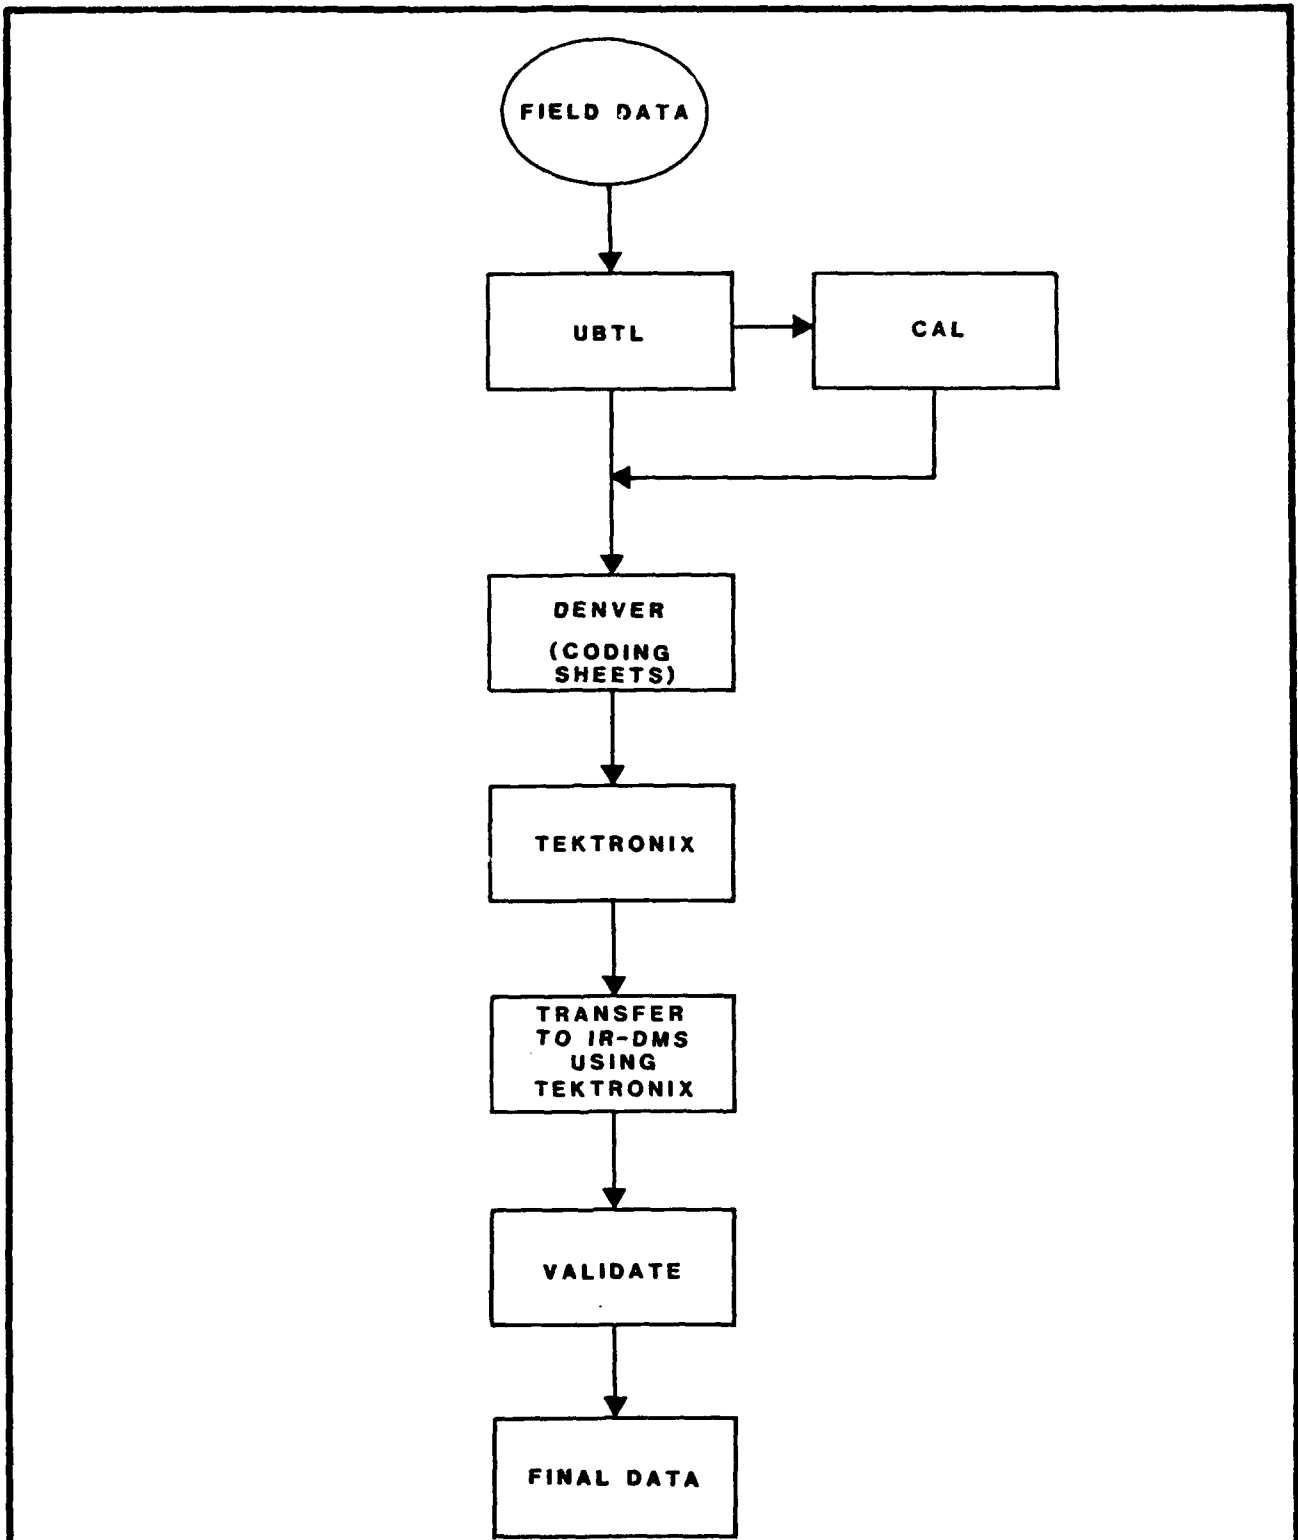 FIELD DATA
UBTL
CAL
DENVER
(CODING
SHEETS)
TEKTRONIX
TRANSFER
TO IR-DMS
USING
TEKTRONIX
VALIDATE
FINAL DATA